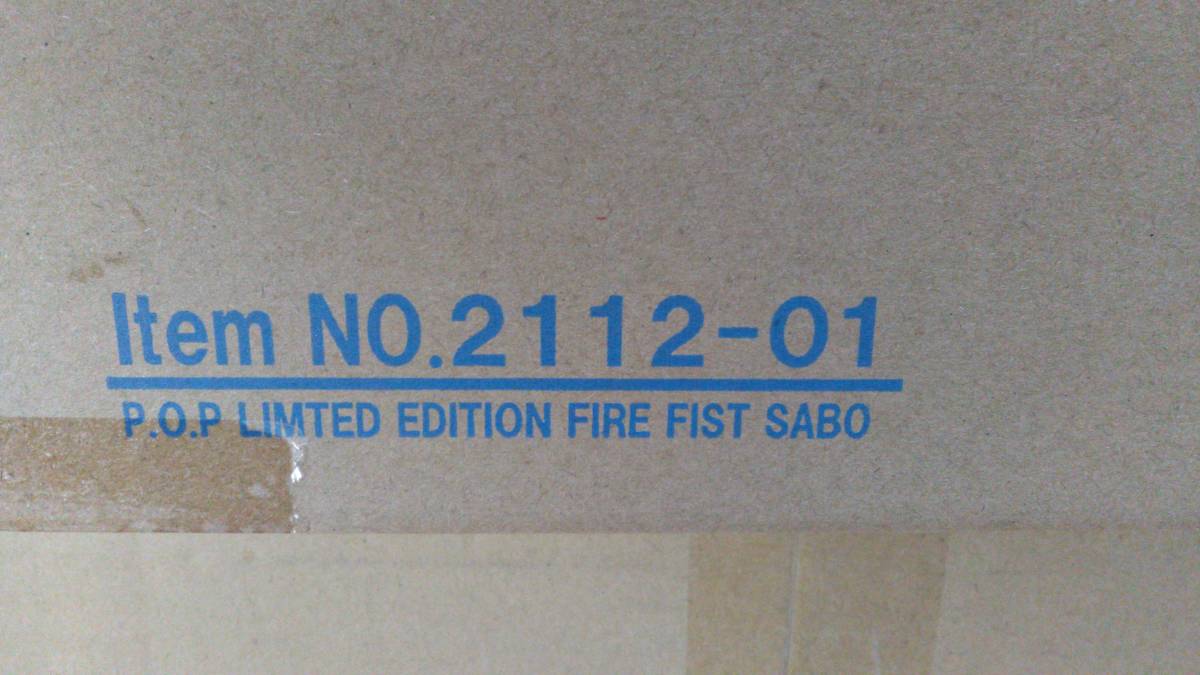 Item NO.2112-01
P.O.P LIMTED EDITION FIRE FIST SABO